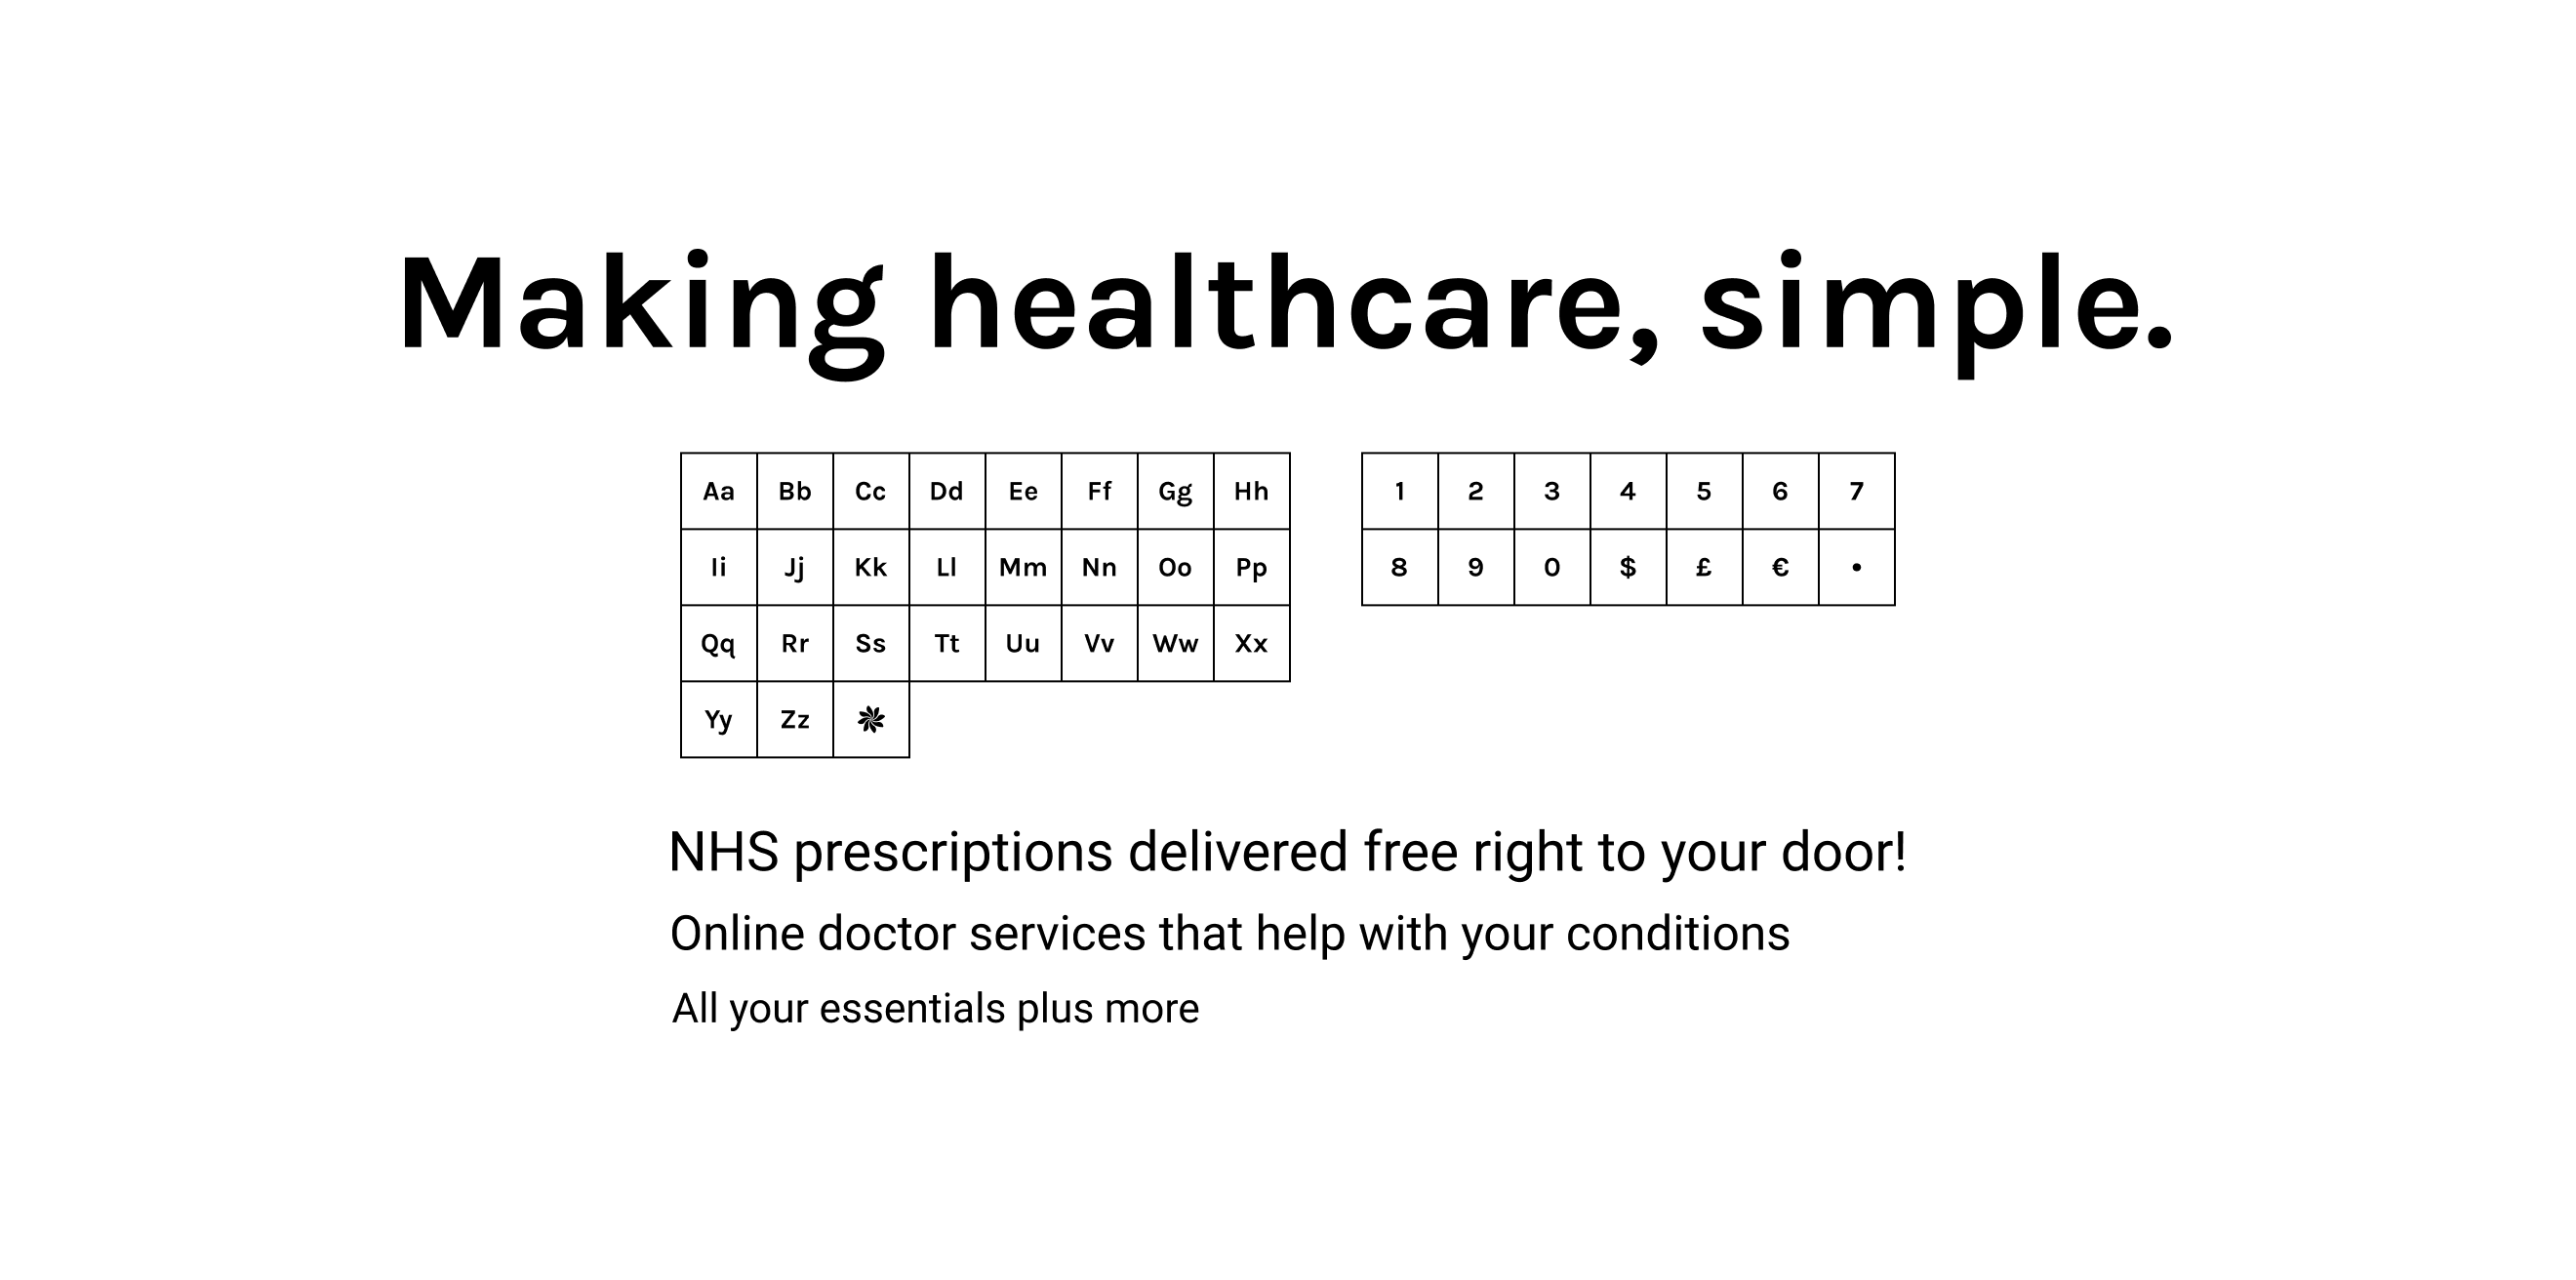 Making healthcare, simple.
Aa Bb Cc Dd Ee Ff Gg Hh
Ii Jj Kk Ll Mm Nn Oo Pp
Qq Rr Ss Tt Uu Vv Ww Xx
Yy Zz
1 2 3 4 5 6 7
8 9 0 $ £ € •
NHS prescriptions delivered free right to your door!
Online doctor services that help with your conditions
All your essentials plus more